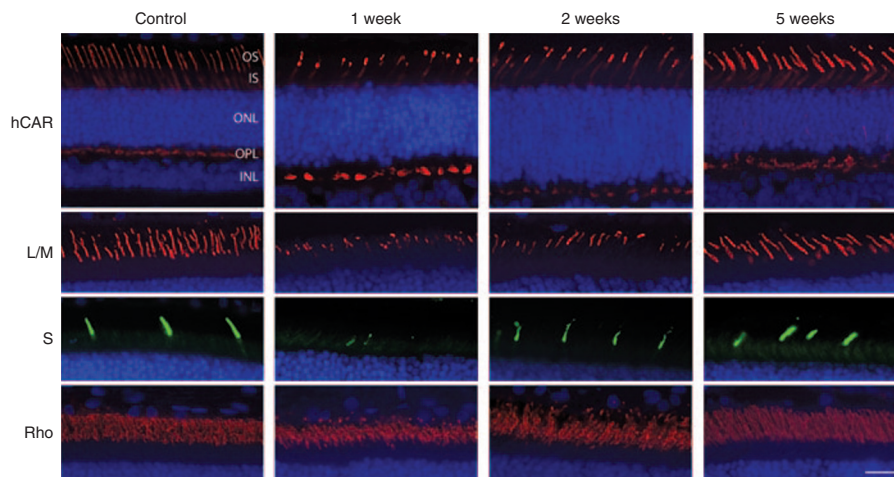 Control
1 week
2 weeks
5 weeks
hCAR
OS
IS
ONL
OPL
INL
L/M
S
Rho